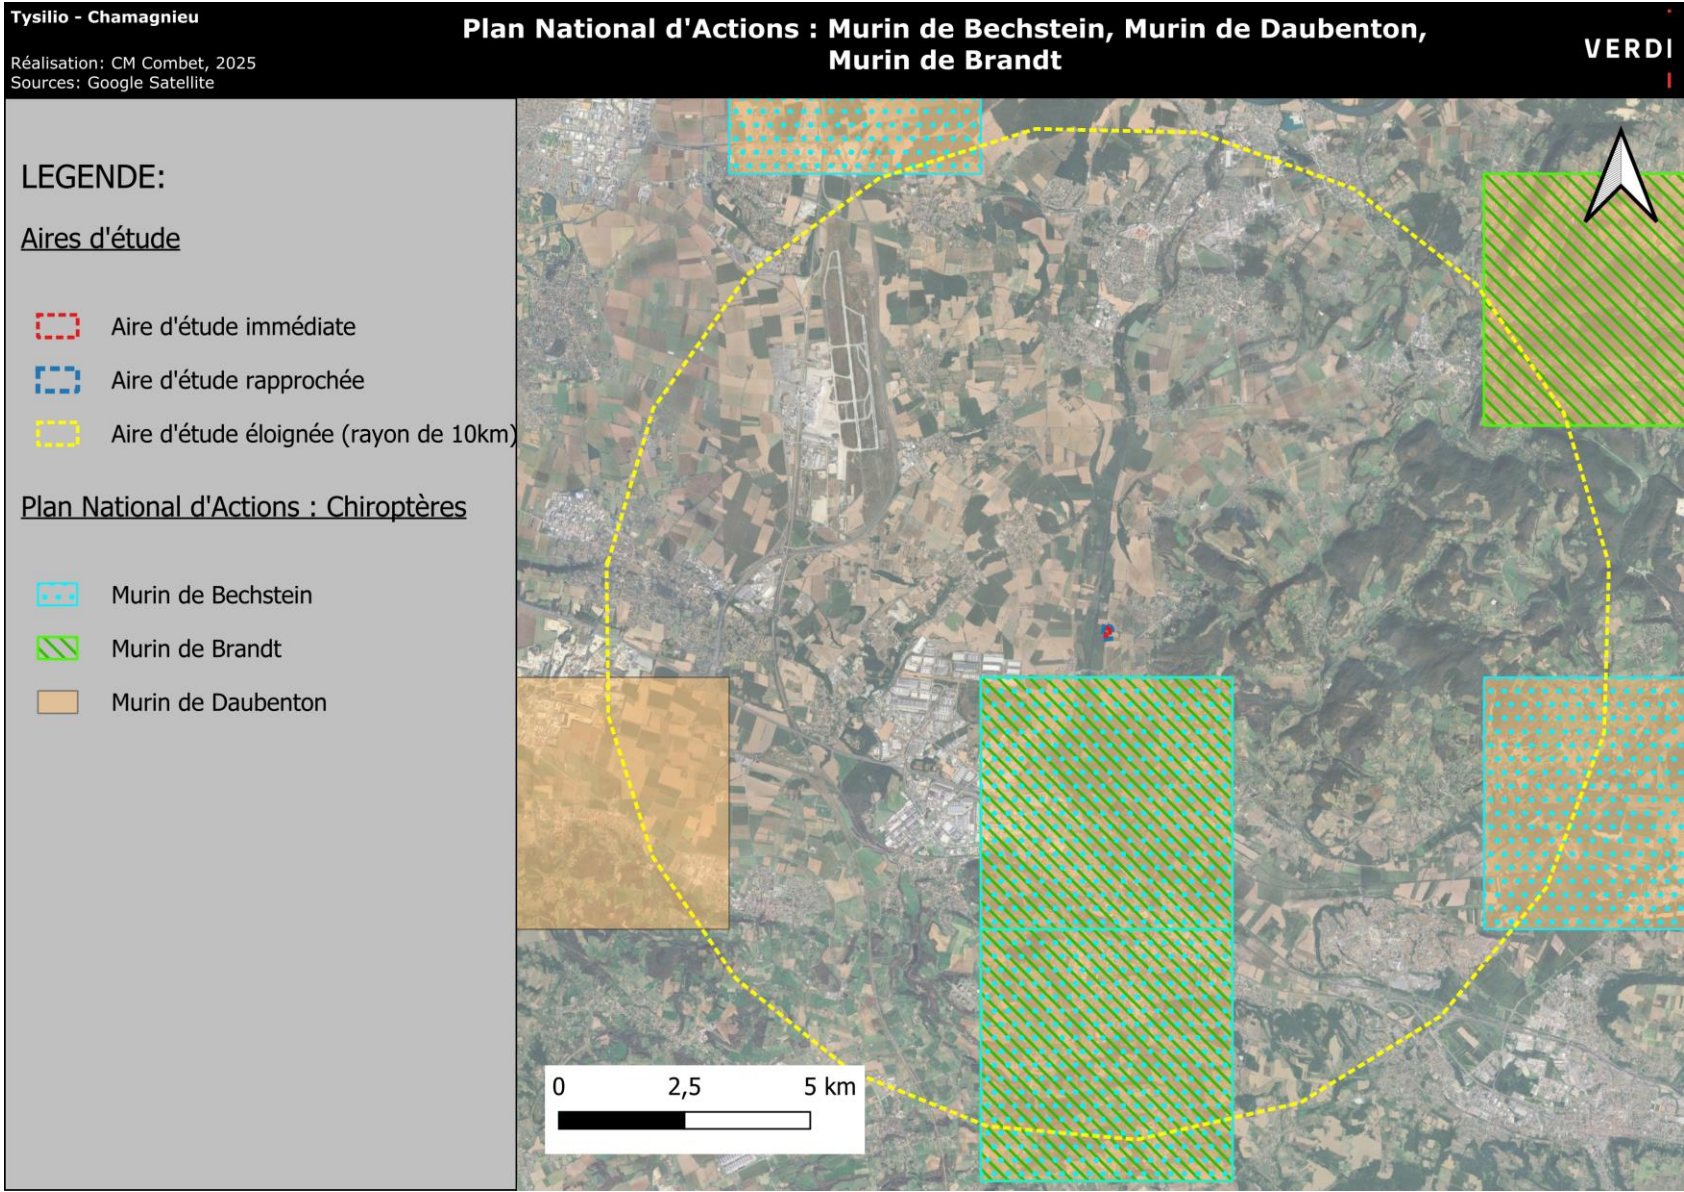 Tysilio - Chamagnieu
Réalisation: CM Combet, 2025
Sources: Google Satellite
Plan National d'Actions : Murin de Bechstein, Murin de Daubenton,
Murin de Brandt
VERDI
LEGENDE:
Aires d'étude
Aire d'étude immédiate
Aire d'étude rapprochée
Aire d'étude éloignée (rayon de 10km)
Plan National d'Actions : Chiroptères
Murin de Bechstein
Murin de Brandt
Murin de Daubenton
0 2,5 5 km